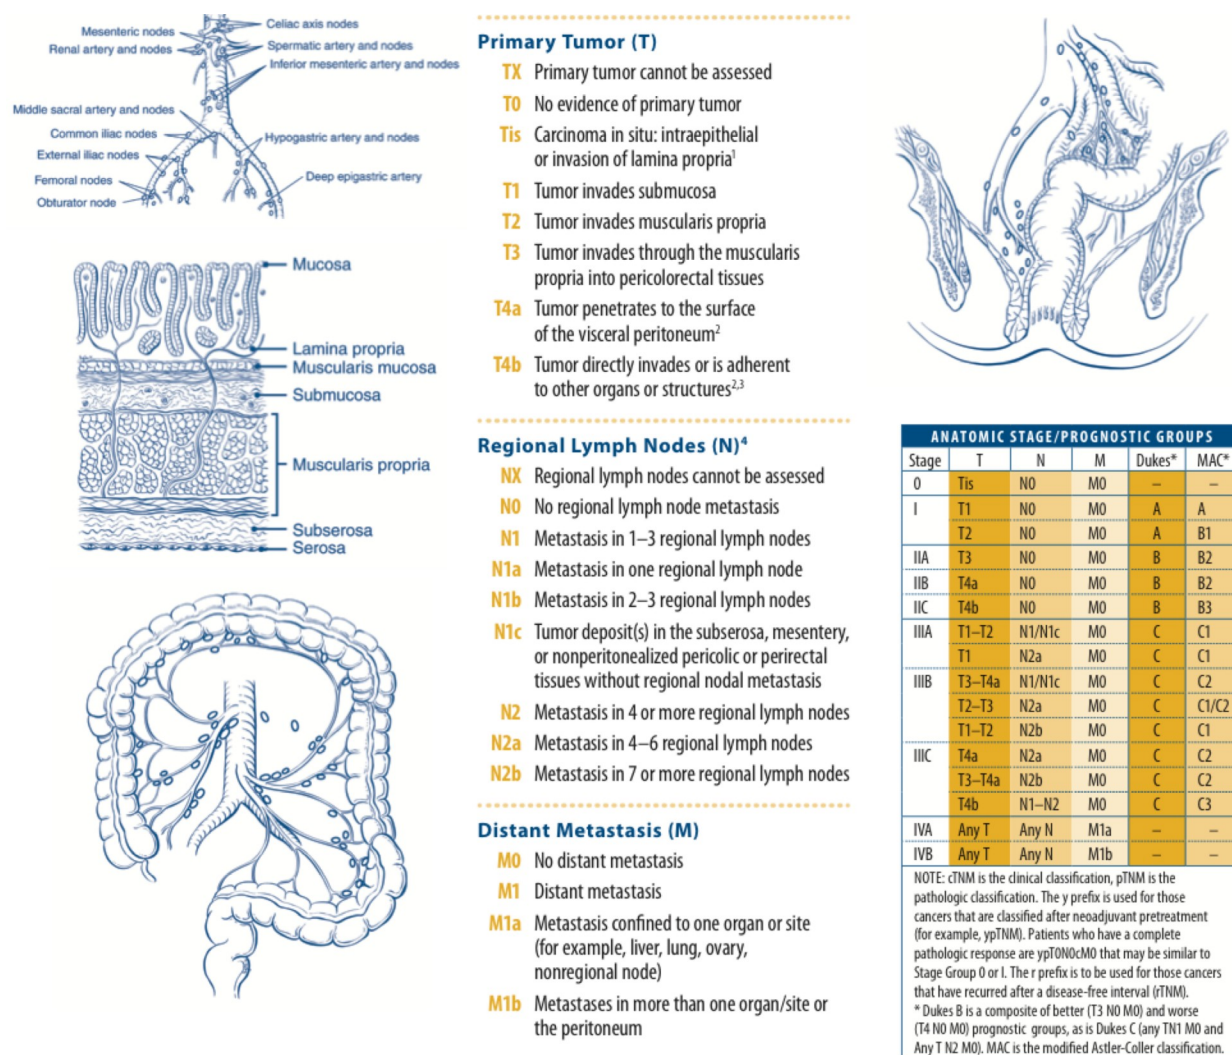 Mesenteric nodes
Renal artery and nodes
Celiac axis nodes
Spermatic artery and nodes
Inferior mesenteric artery and nodes
Middle sacral artery and nodes
Common iliac nodes
External iliac nodes
Femoral nodes
Obturator node
Hypogastric artery and nodes
Deep epigastric artery
Mucosa
Lamina propria
Muscularis mucosa
Submucosa
Muscularis propria
Subserosa
Serosa
Primary Tumor (T)
TX Primary tumor cannot be assessed
T0 No evidence of primary tumor
Tis Carcinoma in situ: intraepithelial
or invasion of lamina propria¹
T1 Tumor invades submucosa
T2 Tumor invades muscularis propria
T3 Tumor invades through the muscularis
propria into pericolorectal tissues
T4a Tumor penetrates to the surface
of the visceral peritoneum²
T4b Tumor directly invades or is adherent
to other organs or structures²,³
Regional Lymph Nodes (N)⁴
NX Regional lymph nodes cannot be assessed
N0 No regional lymph node metastasis
N1 Metastasis in 1–3 regional lymph nodes
N1a Metastasis in one regional lymph node
N1b Metastasis in 2–3 regional lymph nodes
N1c Tumor deposit(s) in the subserosa, mesentery,
or nonperitonealized pericolic or perirectal
tissues without regional nodal metastasis
N2 Metastasis in 4 or more regional lymph nodes
N2a Metastasis in 4–6 regional lymph nodes
N2b Metastasis in 7 or more regional lymph nodes
Distant Metastasis (M)
M0 No distant metastasis
M1 Distant metastasis
M1a Metastasis confined to one organ or site
(for example, liver, lung, ovary,
nonregional node)
M1b Metastases in more than one organ/site or
the peritoneum
ANATOMIC STAGE/PROGNOSTIC GROUPS
Stage T N M Dukes* MAC*
0 Tis N0 M0 – –
I T1 N0 M0 A A
T2 N0 M0 A B1
IIA T3 N0 M0 B B2
IIB T4a N0 M0 B B2
IIC T4b N0 M0 B B3
IIIA T1–T2 N1/N1c M0 C C1
T1 N2a M0 C C1
IIIB T3–T4a N1/N1c M0 C C2
T2–T3 N2a M0 C C1/C2
T1–T2 N2b M0 C C1
IIIC T4a N2a M0 C C2
T3–T4a N2b M0 C C2
T4b N1–N2 M0 C C3
IVA Any T Any N M1a – –
IVB Any T Any N M1b – –
NOTE: cTNM is the clinical classification, pTNM is the
pathologic classification. The y prefix is used for those
cancers that are classified after neoadjuvant pretreatment
(for example, ypTNM). Patients who have a complete
pathologic response are ypT0N0cM0 that may be similar to
Stage Group 0 or I. The r prefix is to be used for those cancers
that have recurred after a disease-free interval (rTNM).
* Dukes B is a composite of better (T3 N0 M0) and worse
(T4 N0 M0) prognostic groups, as is Dukes C (any TN1 M0 and
Any T N2 M0). MAC is the modified Astler-Coller classification.